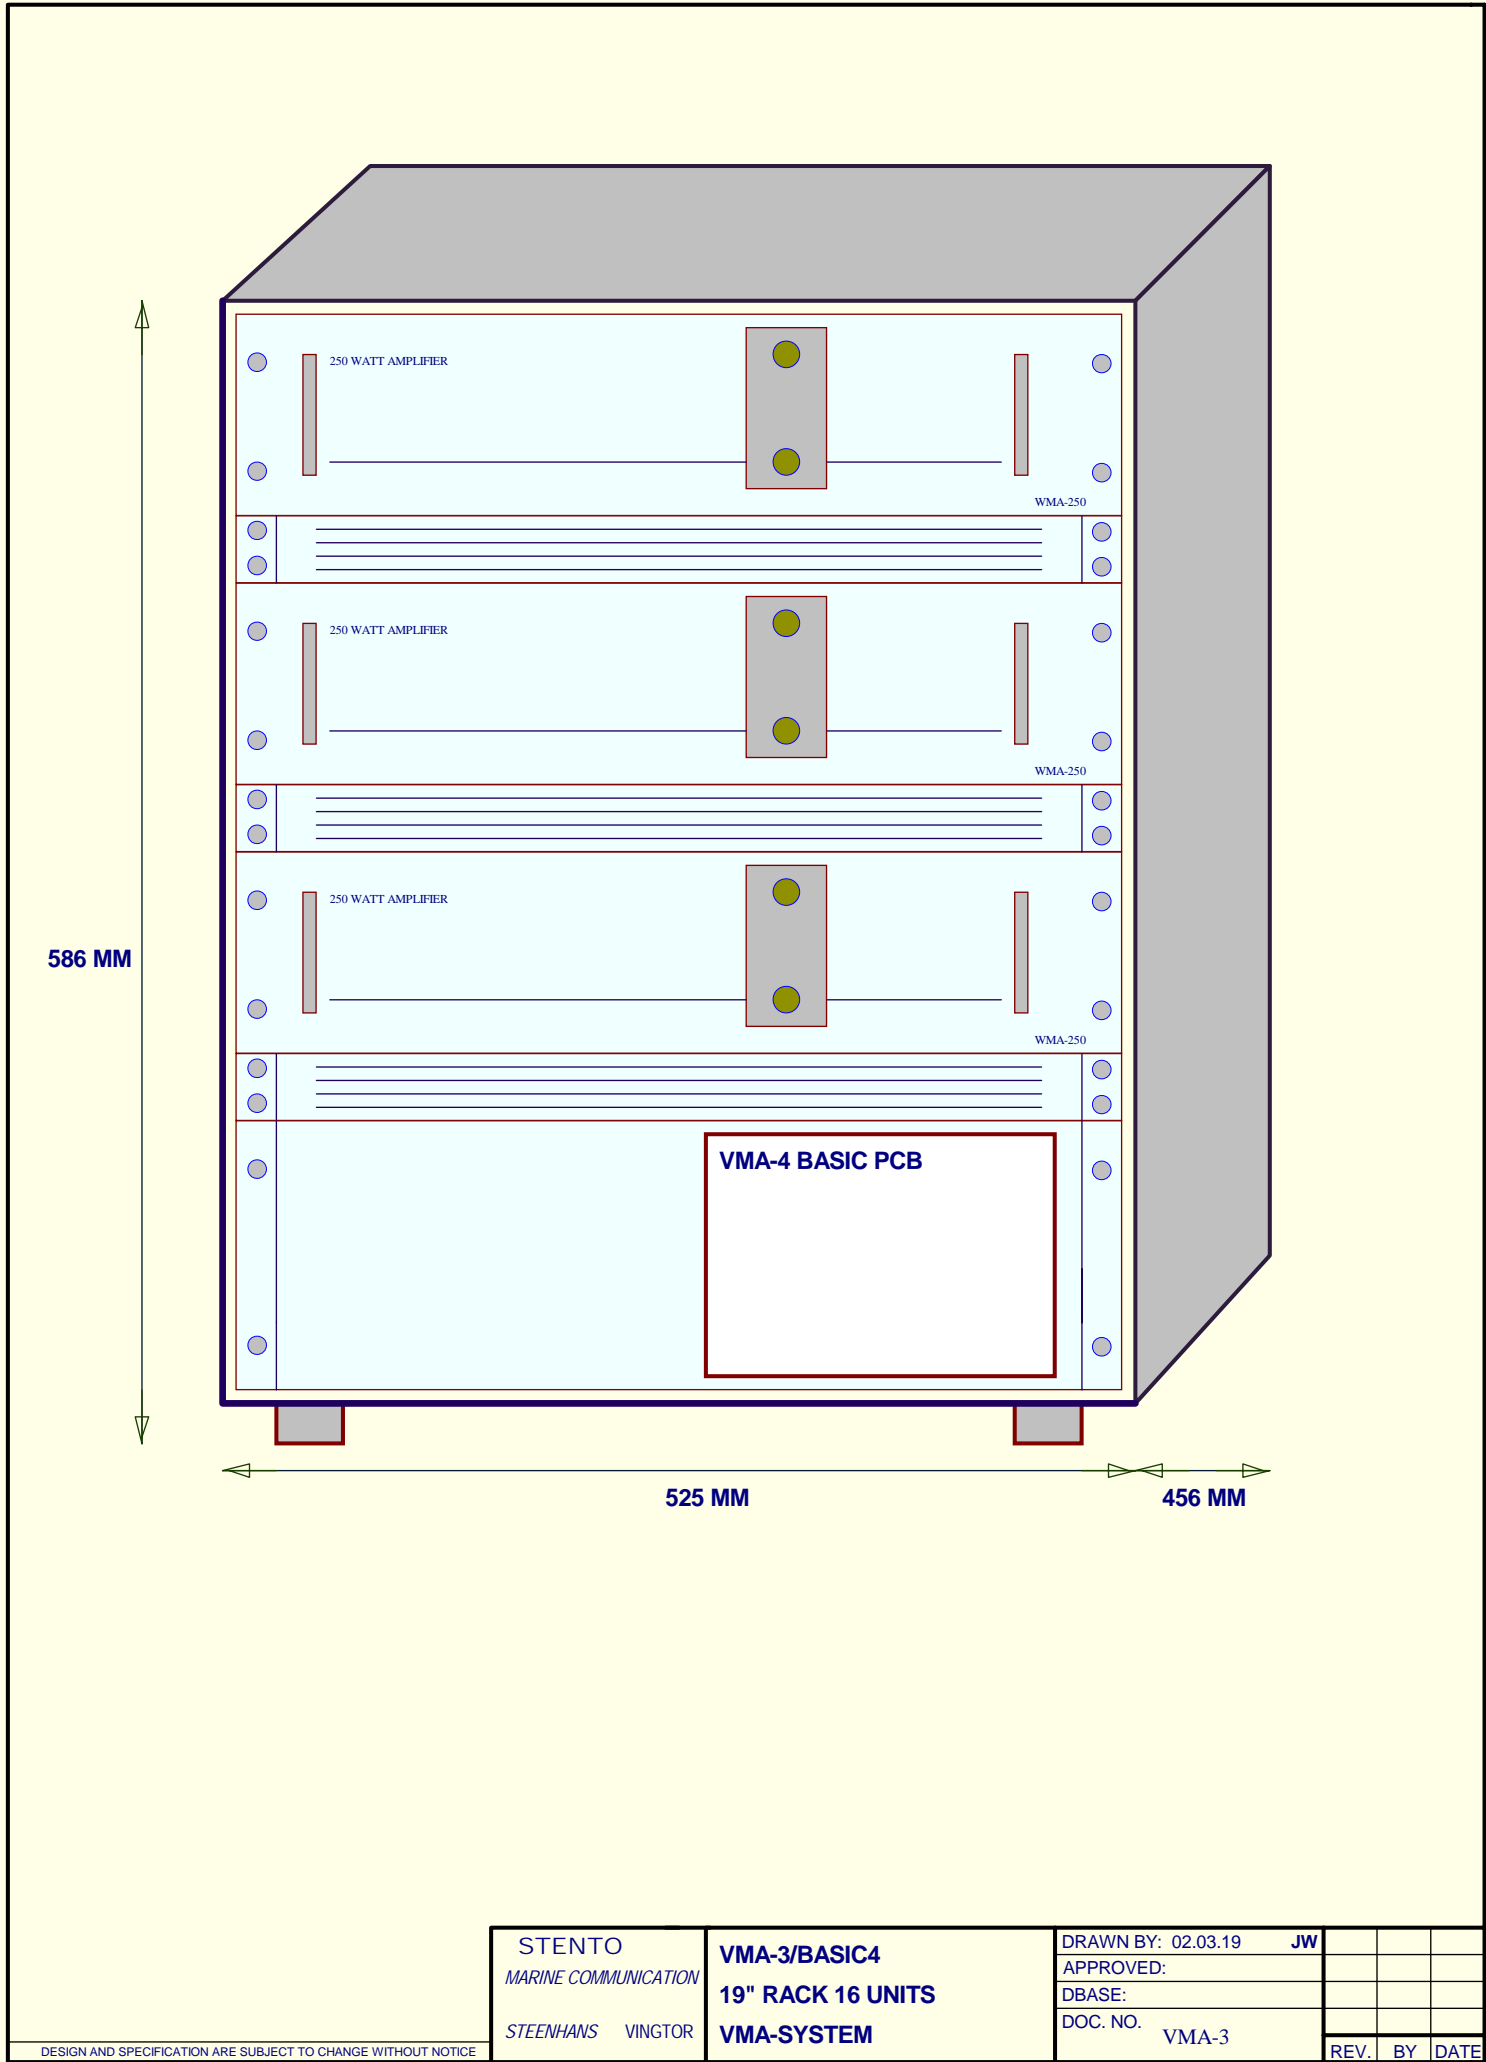 250 WATT AMPLIFIER
WMA-250
250 WATT AMPLIFIER
WMA-250
250 WATT AMPLIFIER
WMA-250
586 MM
VMA-4 BASIC PCB
525 MM
456 MM
STENTO
MARINE COMMUNICATION
STEENHANS VINGTOR
VMA-3/BASIC4
19" RACK 16 UNITS
VMA-SYSTEM
DRAWN BY: 02.03.19 JW
APPROVED:
DBASE:
DOC. NO. VMA-3
REV. BY DATE
DESIGN AND SPECIFICATION ARE SUBJECT TO CHANGE WITHOUT NOTICE